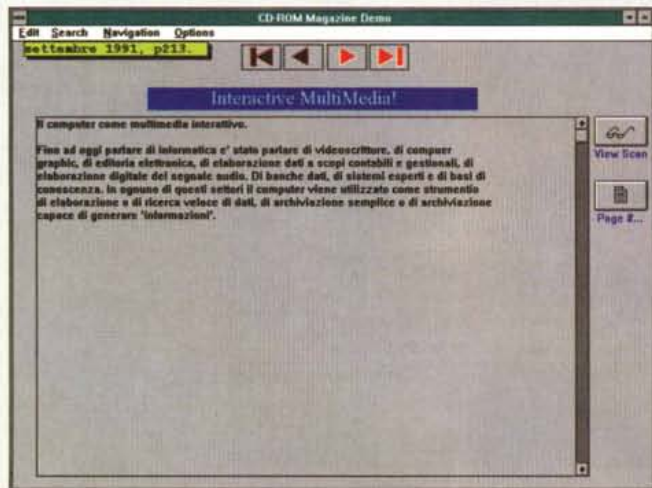 CD-ROM Magazine Demo
Edit Search Navigation Options
settembre 1991, p213.
Interactive MultiMedia!
Il computer come multimedia interattivo.
Fino ad oggi parlare di informatica e' stato parlare di videoscritture, di compuer
graphic, di editoria elettronica, di elaborazione dati a scopi contabili e gestionali, di
elaborazione digitale del segnale audio. Di banche dati, di sistemi esperti e di basi di
conoscenza. In ognuno di questi settori il computer viene utilizzato come strumento
di elaborazione o di ricerca veloce di dati, di archiviazione semplice o di archiviazione
capace di generare 'informazioni'.
View Scan
Page #...